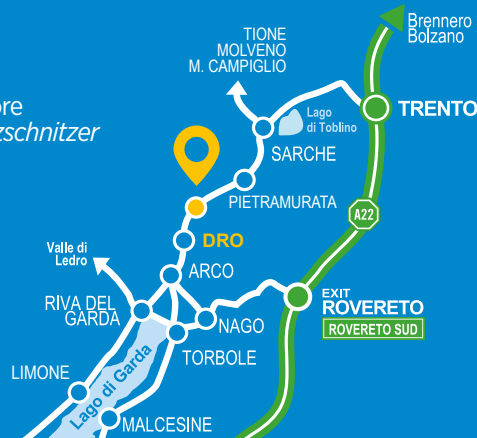 Brennero
Bolzano
TIONE
MOLVENO
M. CAMPIGLIO
ore
zschnitzer
Lago
di Toblino
TRENTO
SARCHE
PIETRAMURATA
A22
DRO
Valle di
Ledro
ARCO
EXIT
ROVERETO
ROVERETO SUD
RIVA DEL
GARDA
NAGO
TORBOLE
Lago di Garda
LIMONE
MALCESINE